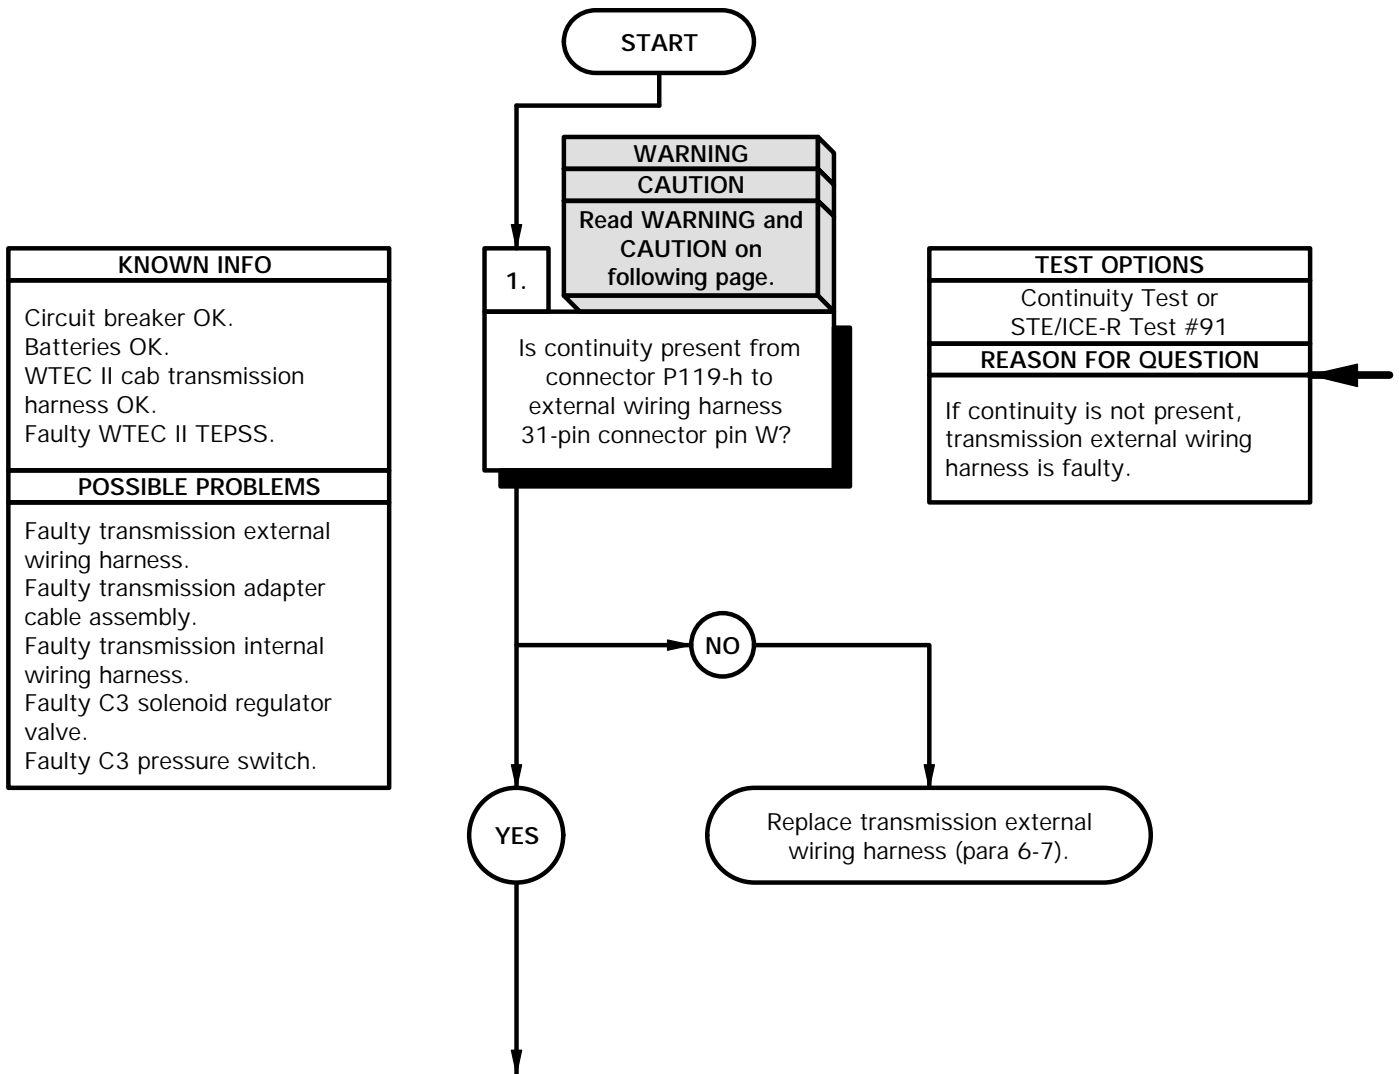 START
WARNING
CAUTION
Read WARNING and
CAUTION on
following page.
1.
Is continuity present from
connector P119-h to
external wiring harness
31-pin connector pin W?
KNOWN INFO
Circuit breaker OK.
Batteries OK.
WTEC II cab transmission
harness OK.
Faulty WTEC II TEPSS.
POSSIBLE PROBLEMS
Faulty transmission external
wiring harness.
Faulty transmission adapter
cable assembly.
Faulty transmission internal
wiring harness.
Faulty C3 solenoid regulator
valve.
Faulty C3 pressure switch.
TEST OPTIONS
Continuity Test or
STE/ICE-R Test #91
REASON FOR QUESTION
If continuity is not present,
transmission external wiring
harness is faulty.
NO
YES
Replace transmission external
wiring harness (para 6-7).